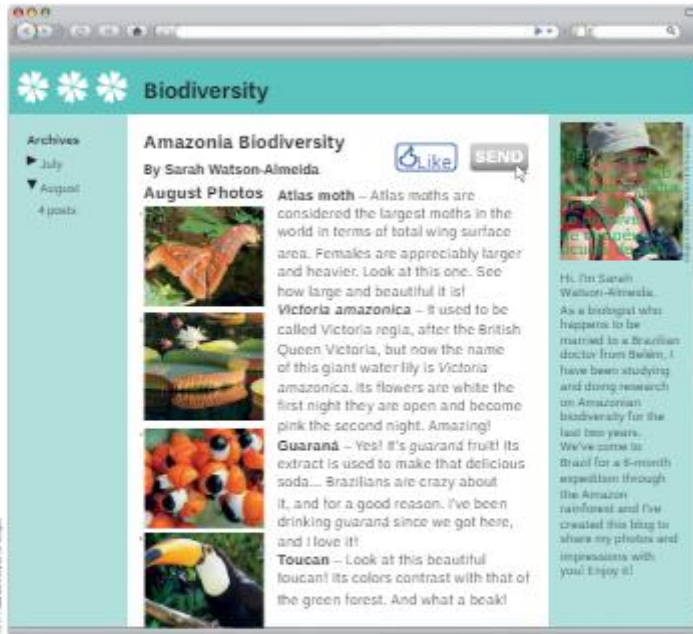 Biodiversity
Archives
July
August
4 posts
Amazonia Biodiversity
By Sarah Watson-Almeida
Like
SEND
August Photos
Atlas moth – Atlas moths are
considered the largest moths in the
world in terms of total wing surface
area. Females are appreciably larger
and heavier. Look at this one. See
how large and beautiful it is!
Victoria amazonica – It used to be
called Victoria regia, after the British
Queen Victoria, but now the name
of this giant water lily is Victoria
amazonica. Its flowers are white the
first night they are open and become
pink the second night. Amazing!
Guaraná – Yes! It's guaraná fruit! Its
extract is used to make that delicious
soda... Brazilians are crazy about
it, and for a good reason. I've been
drinking guaraná since we got here,
and I love it!
Toucan – Look at this beautiful
toucan! Its colors contrast with that of
the green forest. And what a beak!
Hi. I'm Sarah
Watson-Almeida.
As a biologist who
happens to be
married to a Brazilian
doctor from Belém, I
have been studying
and doing research
on Amazonian
biodiversity for the
last two years.
We've come to
Brazil for a 6-month
expedition through
the Amazon
rainforest and I've
created this blog to
share my photos and
impressions with
you! Enjoy it!